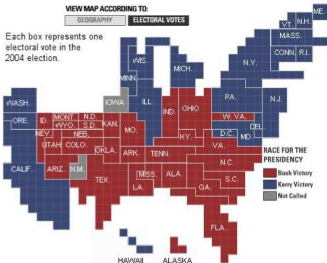 VIEW MAP ACCORDING TO:
GEOGRAPHY ELECTORAL VOTES
Each box represents one
electoral vote in the
2004 election.
ME.
VT. N.H.
MASS.
CONN. R.I.
N.Y.
WIS.
MINN.
MICH.
WASH.
ORE.
IOWA
ILL.
IND.
OHIO
PA.
N.J.
ID.
MONT. N.D.
WYO. S.D.
NEB.
KAN.
MO.
KY.
W. VA.
D.C.
DEL.
MD.
NEV.
UTAH COLO.
OKLA.
ARK.
TENN.
VA.
N.C.
CALIF.
ARIZ.
N.M.
TEX.
LA.
MISS.
ALA.
GA.
S.C.
FLA.
HAWAII ALASKA
RACE FOR THE
PRESIDENCY
Bush Victory
Kerry Victory
Not Called